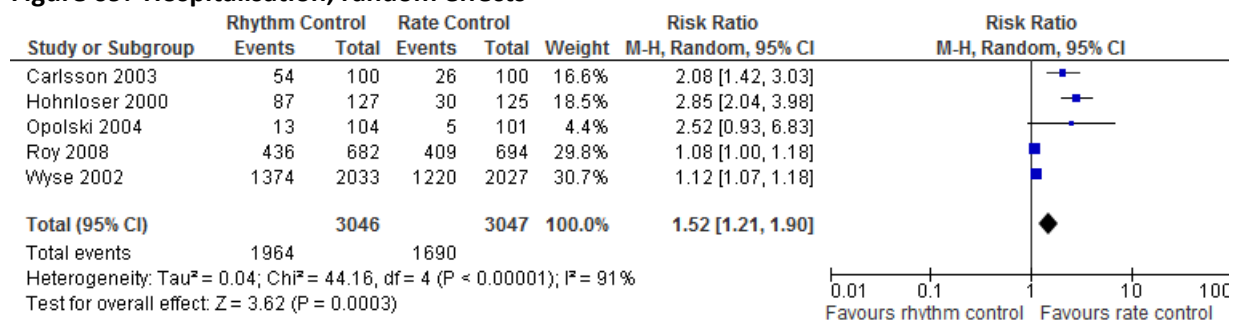 Rhythm Control Rate Control Risk Ratio Risk Ratio
Study or Subgroup Events Total Events Total Weight M-H, Random, 95% CI M-H, Random, 95% CI
Carlsson 2003 54 100 26 100 16.6% 2.08 [1.42, 3.03]
Hohnloser 2000 87 127 30 125 18.5% 2.85 [2.04, 3.98]
Opolski 2004 13 104 5 101 4.4% 2.52 [0.93, 6.83]
Roy 2008 436 682 409 694 29.8% 1.08 [1.00, 1.18]
Wyse 2002 1374 2033 1220 2027 30.7% 1.12 [1.07, 1.18]
Total (95% CI) 3046 3047 100.0% 1.52 [1.21, 1.90]
Total events 1964 1690
Heterogeneity: Tau² = 0.04; Chi² = 44.16, df = 4 (P < 0.00001); I² = 91%
Test for overall effect: Z = 3.62 (P = 0.0003)
0.01 0.1 1 10 100
Favours rhythm control Favours rate control